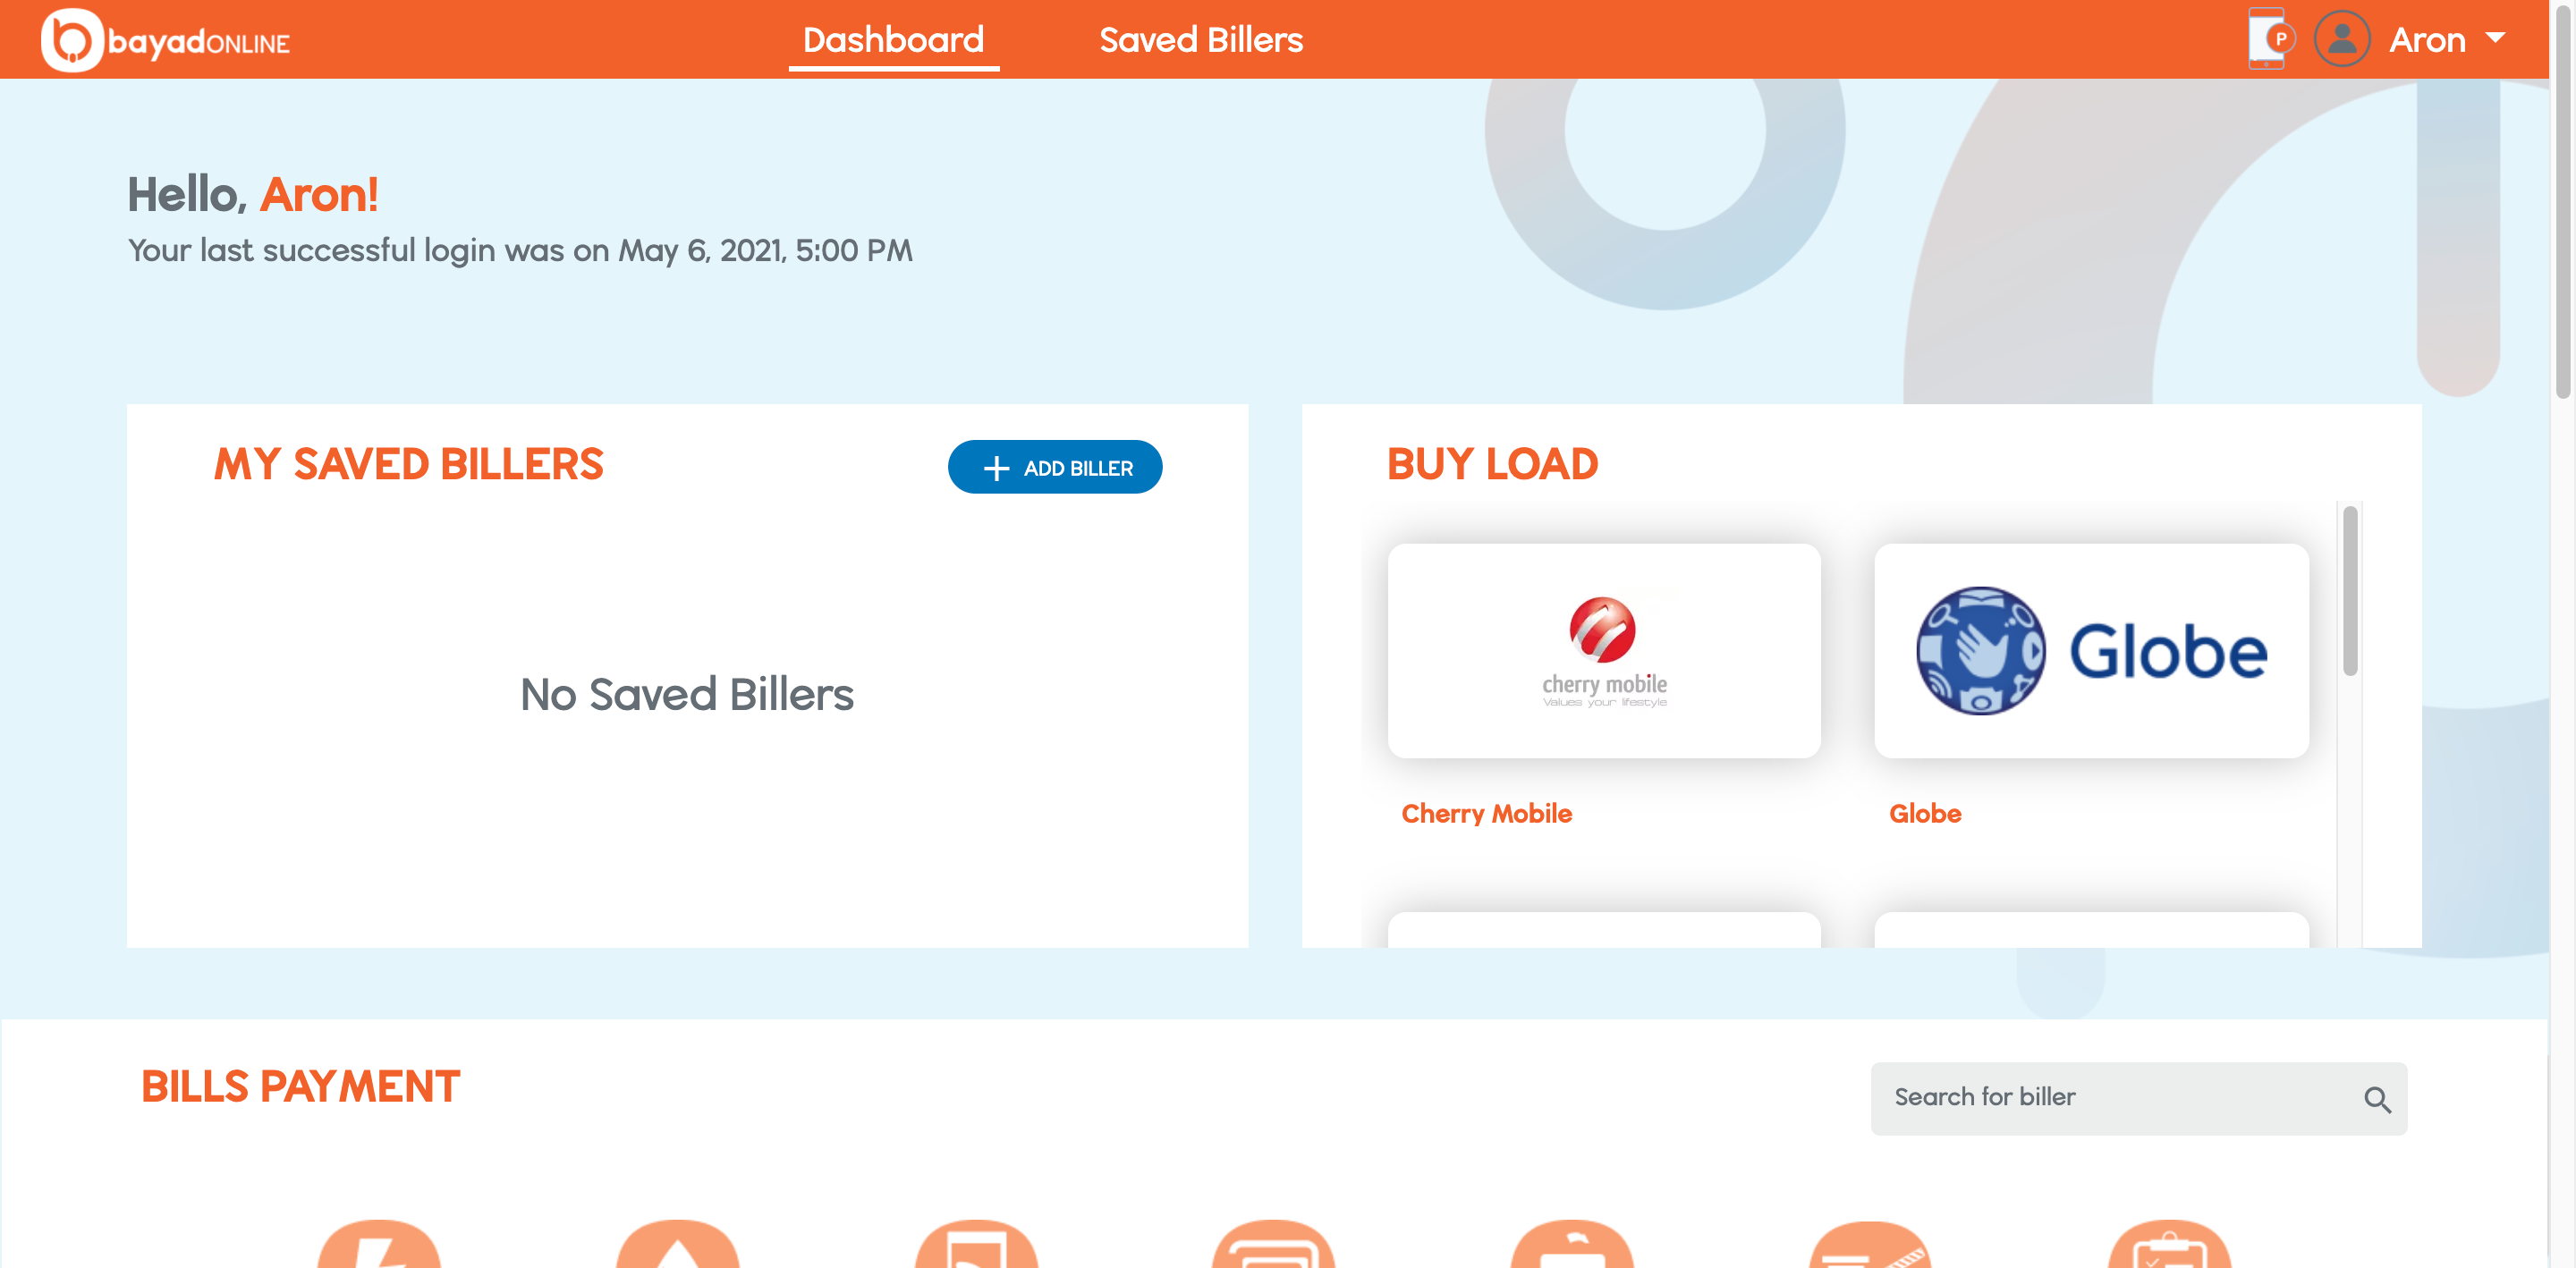 bayadONLINE
Dashboard
Saved Billers
P
Aron
Hello, Aron!
Your last successful login was on May 6, 2021, 5:00 PM
MY SAVED BILLERS
ADD BILLER
No Saved Billers
BUY LOAD
cherry mobile
Values your lifestyle
Globe
Cherry Mobile
Globe
BILLS PAYMENT
Search for biller